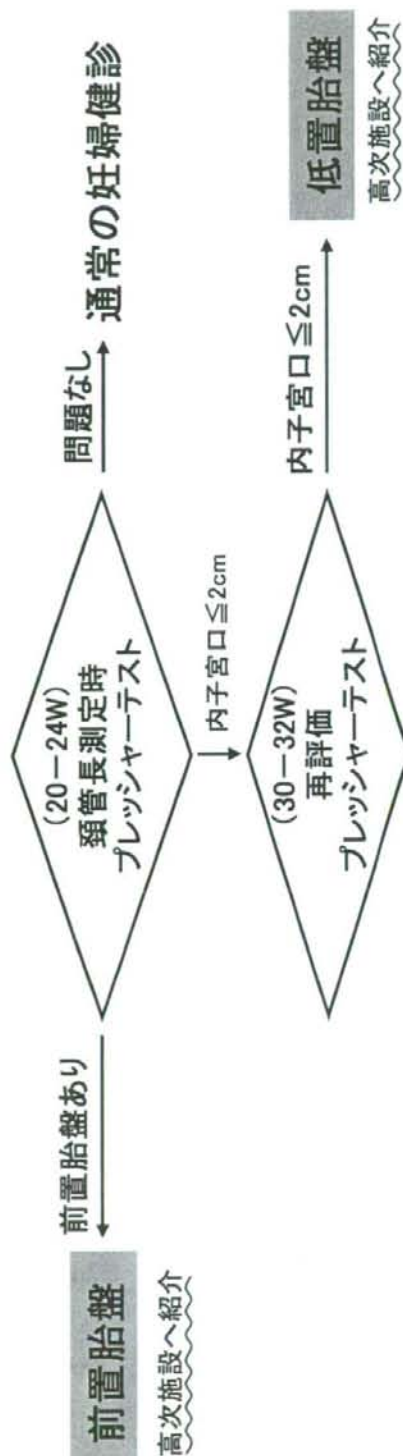 前置胎盤
高次施設へ紹介
前置胎盤あり
(20-24W)
頚管長測定時
プレッシャーテスト
問題なし
通常の妊婦健診
内子宮口≦2cm
(30-32W)
再評価
プレッシャーテスト
内子宮口≦2cm
低置胎盤
高次施設へ紹介